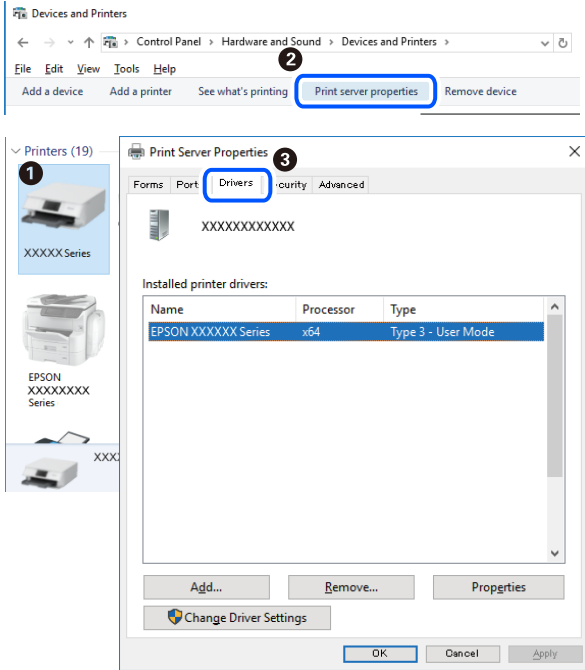 Devices and Printers
Control Panel > Hardware and Sound > Devices and Printers >
2
File Edit View Tools Help
Add a device Add a printer See what's printing Print server properties Remove device
Printers (19)
1
XXXXX Series
EPSON
XXXXXXXX
Series
XXX
Print Server Properties
3
Forms Port Drivers curity Advanced
XXXXXXXXXXXX
Installed printer drivers:
Name Processor Type
EPSON XXXXXX Series x64 Type 3 - User Mode
Add... Remove... Properties
Change Driver Settings
OK Cancel Apply